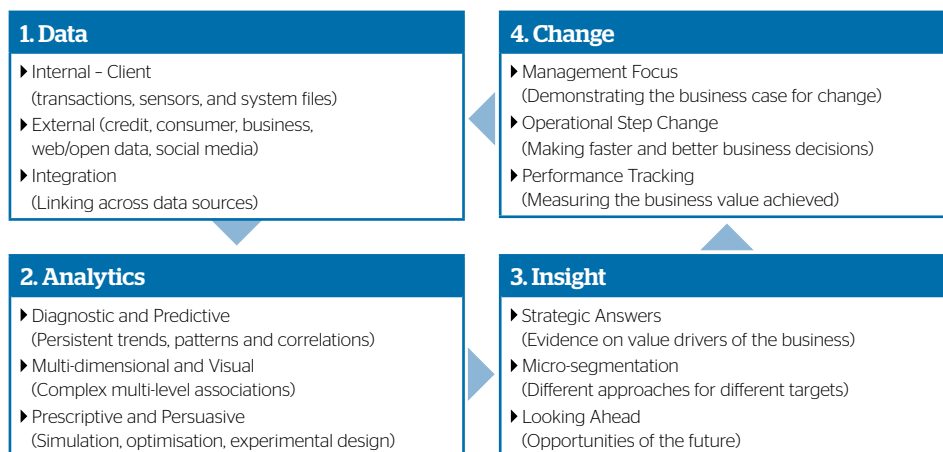 1. Data
▶ Internal – Client
(transactions, sensors, and system files)
▶ External (credit, consumer, business,
web/open data, social media)
▶ Integration
(Linking across data sources)
2. Analytics
▶ Diagnostic and Predictive
(Persistent trends, patterns and correlations)
▶ Multi-dimensional and Visual
(Complex multi-level associations)
▶ Prescriptive and Persuasive
(Simulation, optimisation, experimental design)
3. Insight
▶ Strategic Answers
(Evidence on value drivers of the business)
▶ Micro-segmentation
(Different approaches for different targets)
▶ Looking Ahead
(Opportunities of the future)
4. Change
▶ Management Focus
(Demonstrating the business case for change)
▶ Operational Step Change
(Making faster and better business decisions)
▶ Performance Tracking
(Measuring the business value achieved)